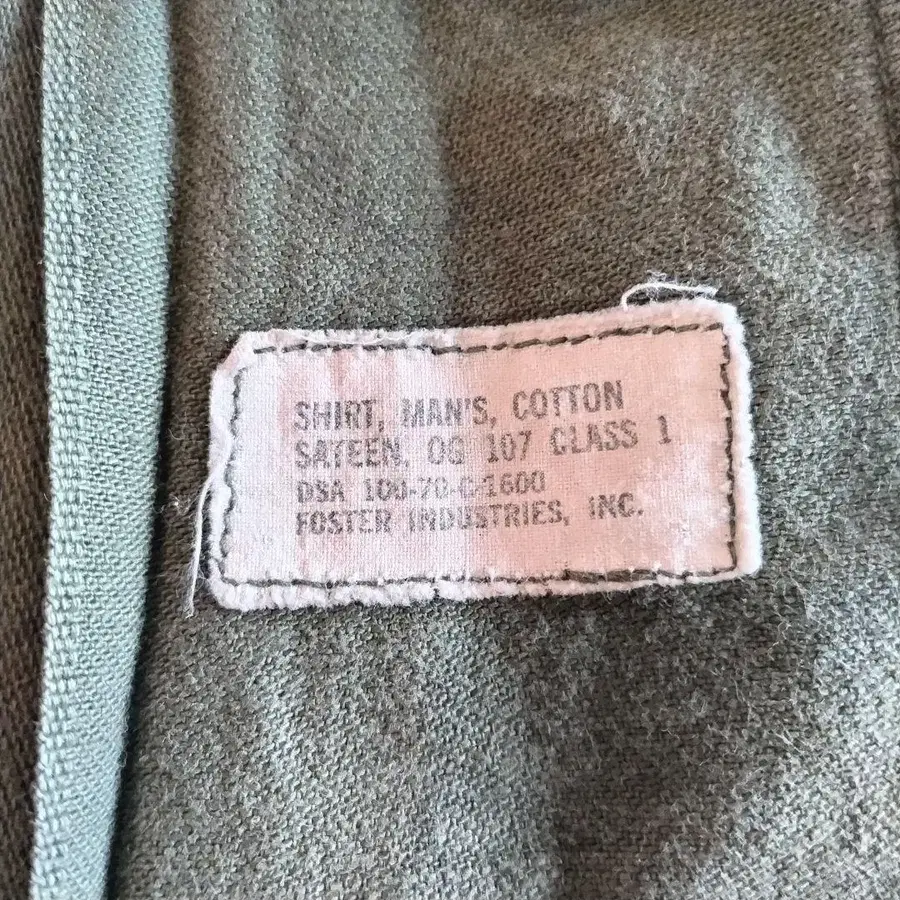 SHIRT, MAN'S, COTTON
SATEEN, OG 107 CLASS 1
DSA 100-70-C-1600
FOSTER INDUSTRIES, INC.